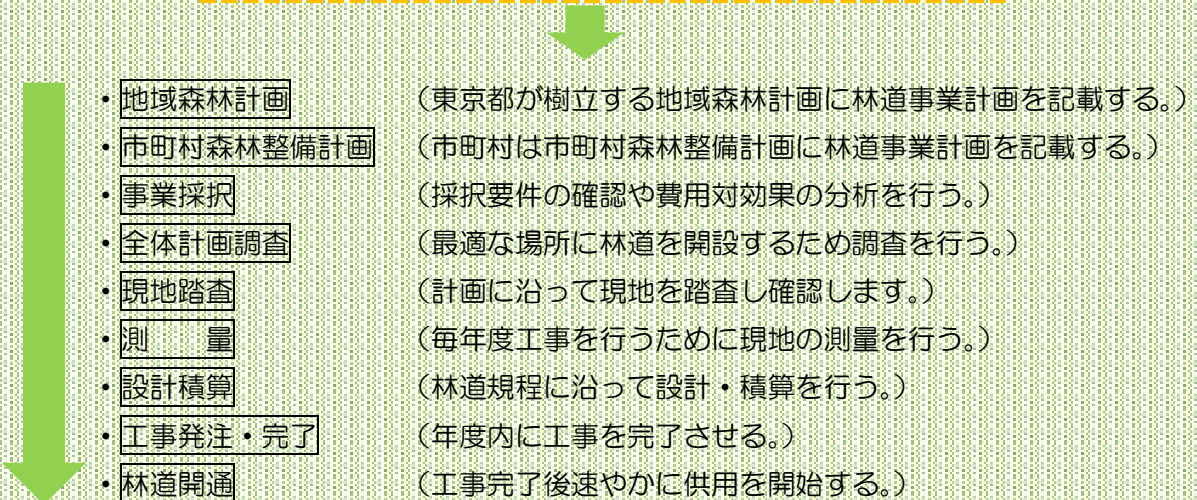 ・地域森林計画　（東京都が樹立する地域森林計画に林道事業計画を記載する。）
・市町村森林整備計画　（市町村は市町村森林整備計画に林道事業計画を記載する。）
・事業採択　（採択要件の確認や費用対効果の分析を行う。）
・全体計画調査　（最適な場所に林道を開設するため調査を行う。）
・現地踏査　（計画に沿って現地を踏査し確認します。）
・測　　量　（毎年度工事を行うために現地の測量を行う。）
・設計積算　（林道規程に沿って設計・積算を行う。）
・工事発注・完了　（年度内に工事を完了させる。）
・林道開通　（工事完了後速やかに供用を開始する。）